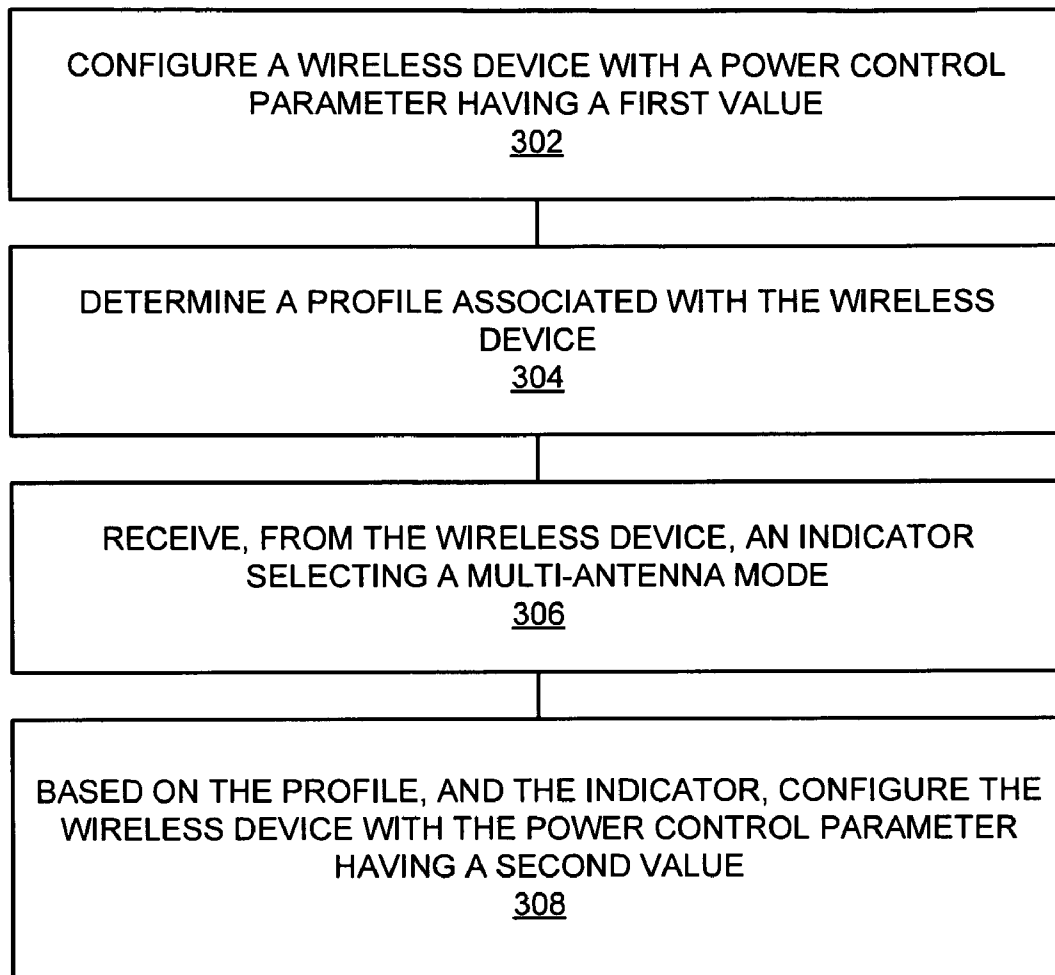 CONFIGURE A WIRELESS DEVICE WITH A POWER CONTROL
PARAMETER HAVING A FIRST VALUE
302
DETERMINE A PROFILE ASSOCIATED WITH THE WIRELESS
DEVICE
304
RECEIVE, FROM THE WIRELESS DEVICE, AN INDICATOR
SELECTING A MULTI-ANTENNA MODE
306
BASED ON THE PROFILE, AND THE INDICATOR, CONFIGURE THE
WIRELESS DEVICE WITH THE POWER CONTROL PARAMETER
HAVING A SECOND VALUE
308